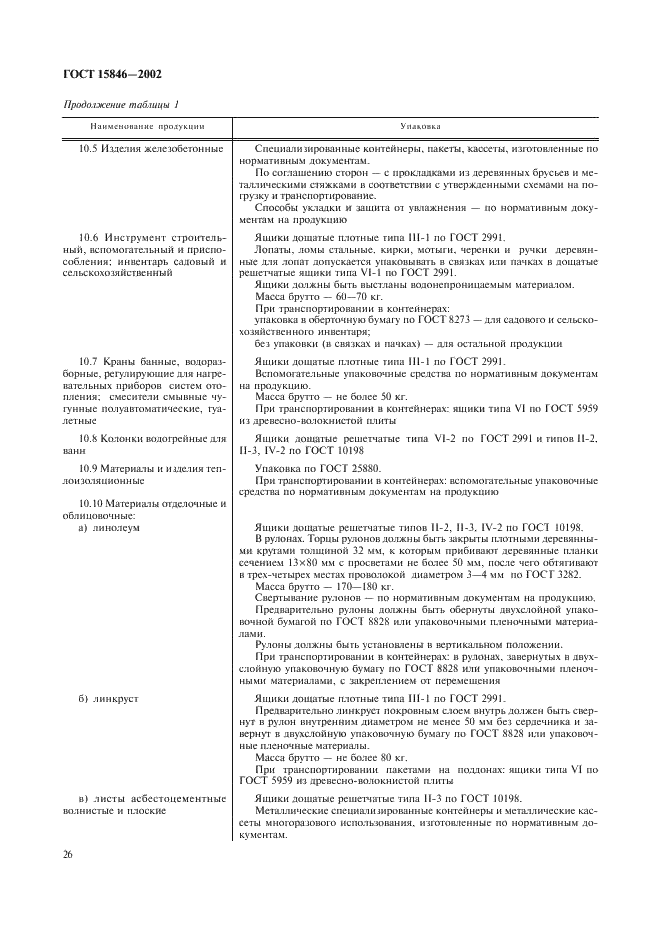 ГОСТ 15846—2002
Продолжение таблицы 1
Наименование продукции
Упаковка
10.5 Изделия железобетонные
Специализированные контейнеры, пакеты, кассеты, изготовленные по
нормативным документам.
По соглашению сторон — с прокладками из деревянных брусьев и ме-
таллическими стяжками в соответствии с утвержденными схемами на по-
грузку и транспортирование.
Способы укладки и защита от увлажнения — по нормативным доку-
ментам на продукцию
10.6 Инструмент строитель-
ный, вспомогательный и приспо-
собления; инвентарь садовый и
сельскохозяйственный
Ящики дощатые плотные типа III-1 по ГОСТ 2991.
Лопаты, ломы стальные, кирки, мотыги, черенки и ручки деревян-
ные для лопат допускается упаковывать в связках или пачках в дощатые
решетчатые ящики типа VI-1 по ГОСТ 2991.
Ящики должны быть выстланы водонепроницаемым материалом.
Масса брутто — 60—70 кг.
При транспортировании в контейнерах:
упаковка в оберточную бумагу по ГОСТ 8273 — для садового и сельско-
хозяйственного инвентаря;
без упаковки (в связках и пачках) — для остальной продукции
10.7 Краны банные, водораз-
борные, регулирующие для нагре-
вательных приборов систем ото-
пления; смесители смывные чу-
гунные полуавтоматические, туа-
летные
Ящики дощатые плотные типа III-1 по ГОСТ 2991.
Вспомогательные упаковочные средства по нормативным документам
на продукцию.
Масса брутто — не более 50 кг.
При транспортировании в контейнерах: ящики типа VI по ГОСТ 5959
из древесно-волокнистой плиты
10.8 Колонки водогрейные для
ванн
Ящики дощатые решетчатые типа VI-2 по ГОСТ 2991 и типов II-2,
II-3, IV-2 по ГОСТ 10198
10.9 Материалы и изделия теп-
лоизоляционные
Упаковка по ГОСТ 25880.
При транспортировании в контейнерах: вспомогательные упаковочные
средства по нормативным документам на продукцию
10.10 Материалы отделочные и
облицовочные:
а) линолеум
Ящики дощатые решетчатые типов II-2, II-3, IV-2 по ГОСТ 10198.
В рулонах. Торцы рулонов должны быть закрыты плотными деревянны-
ми кругами толщиной 32 мм, к которым прибивают деревянные планки
сечением 13×80 мм с просветами не более 50 мм, после чего обтягивают
в трех-четырех местах проволокой диаметром 3—4 мм по ГОСТ 3282.
Масса брутто — 170—180 кг.
Свертывание рулонов — по нормативным документам на продукцию.
Предварительно рулоны должны быть обернуты двухслойной упако-
вочной бумагой по ГОСТ 8828 или упаковочными пленочными материа-
лами.
Рулоны должны быть установлены в вертикальном положении.
При транспортировании в контейнерах: в рулонах, завернутых в двух-
слойную упаковочную бумагу по ГОСТ 8828 или упаковочными пленоч-
ными материалами, с закреплением от перемещения
б) линкруст
Ящики дощатые плотные типа III-1 по ГОСТ 2991.
Предварительно линкрует покровным слоем внутрь должен быть свер-
нут в рулон внутренним диаметром не менее 50 мм без сердечника и за-
вернут в двухслойную упаковочную бумагу по ГОСТ 8828 или упаковоч-
ные пленочные материалы.
Масса брутто — не более 80 кг.
При транспортировании пакетами на поддонах: ящики типа VI по
ГОСТ 5959 из древесно-волокнистой плиты
в) листы асбестоцементные
волнистые и плоские
Ящики дощатые решетчатые типа II-3 по ГОСТ 10198.
Металлические специализированные контейнеры и металлические кас-
сеты многоразового использования, изготовленные по нормативным до-
кументам.
26